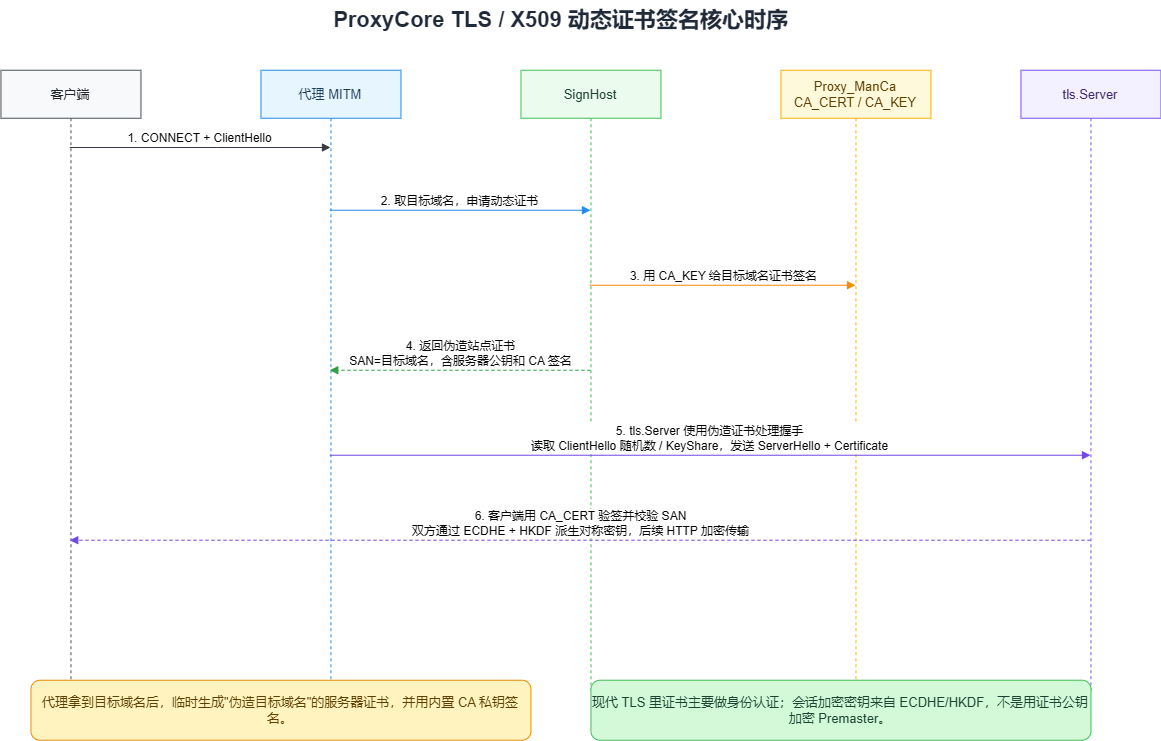 ProxyCore TLS / X509 动态证书签名核心时序
客户端
代理 MITM
SignHost
Proxy_ManCa
CA_CERT / CA_KEY
tls.Server
1. CONNECT + ClientHello
2. 取目标域名，申请动态证书
3. 用 CA_KEY 给目标域名证书签名
4. 返回伪造站点证书
SAN=目标域名，含服务器公钥和 CA 签名
5. tls.Server 使用伪造证书处理握手
读取 ClientHello 随机数 / KeyShare，发送 ServerHello + Certificate
6. 客户端用 CA_CERT 验签并校验 SAN
双方通过 ECDHE + HKDF 派生对称密钥，后续 HTTP 加密传输
代理拿到目标域名后，临时生成"伪造目标域名"的服务器证书，并用内置 CA 私钥签
名。
现代 TLS 里证书主要做身份认证；会话加密密钥来自 ECDHE/HKDF，不是用证书公钥
加密 Premaster。